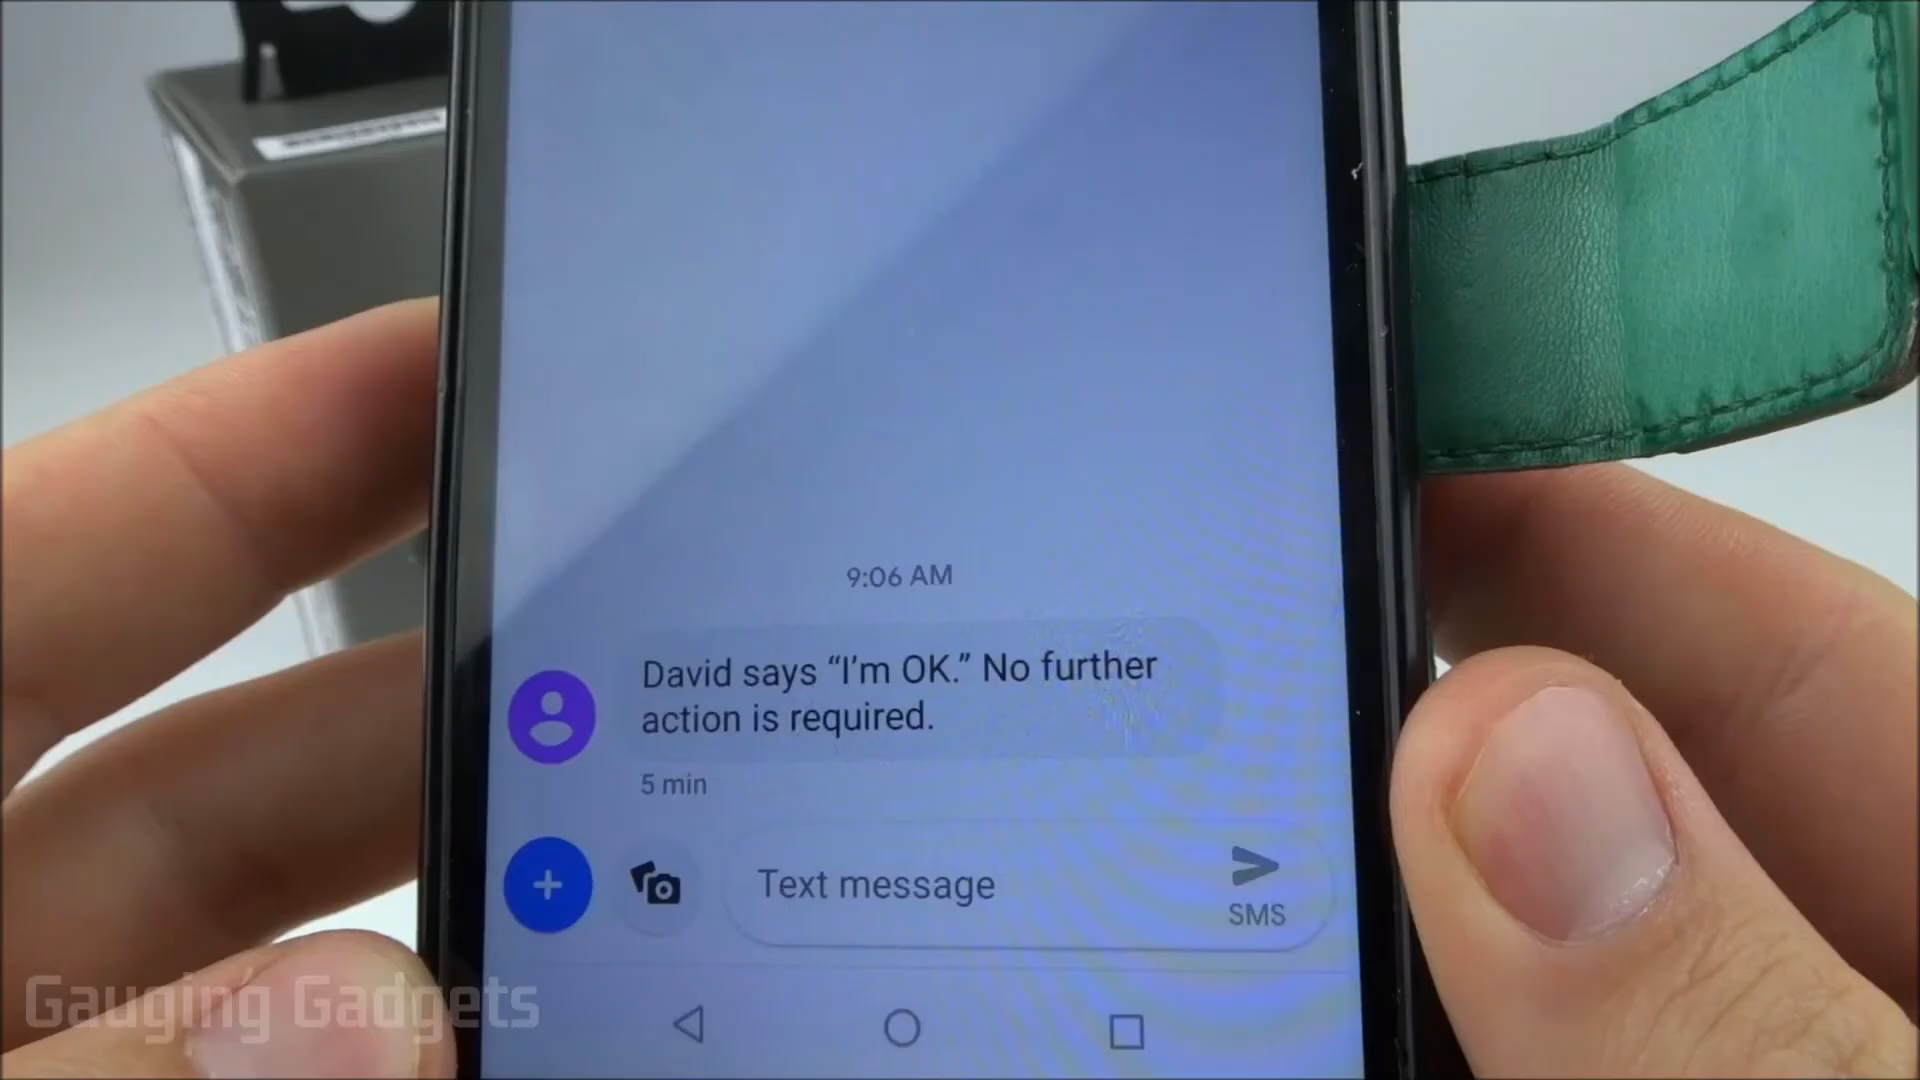 9:06 AM
David says “I’m OK.” No further
action is required.
5 min
Text message
SMS
Gauging Gadgets